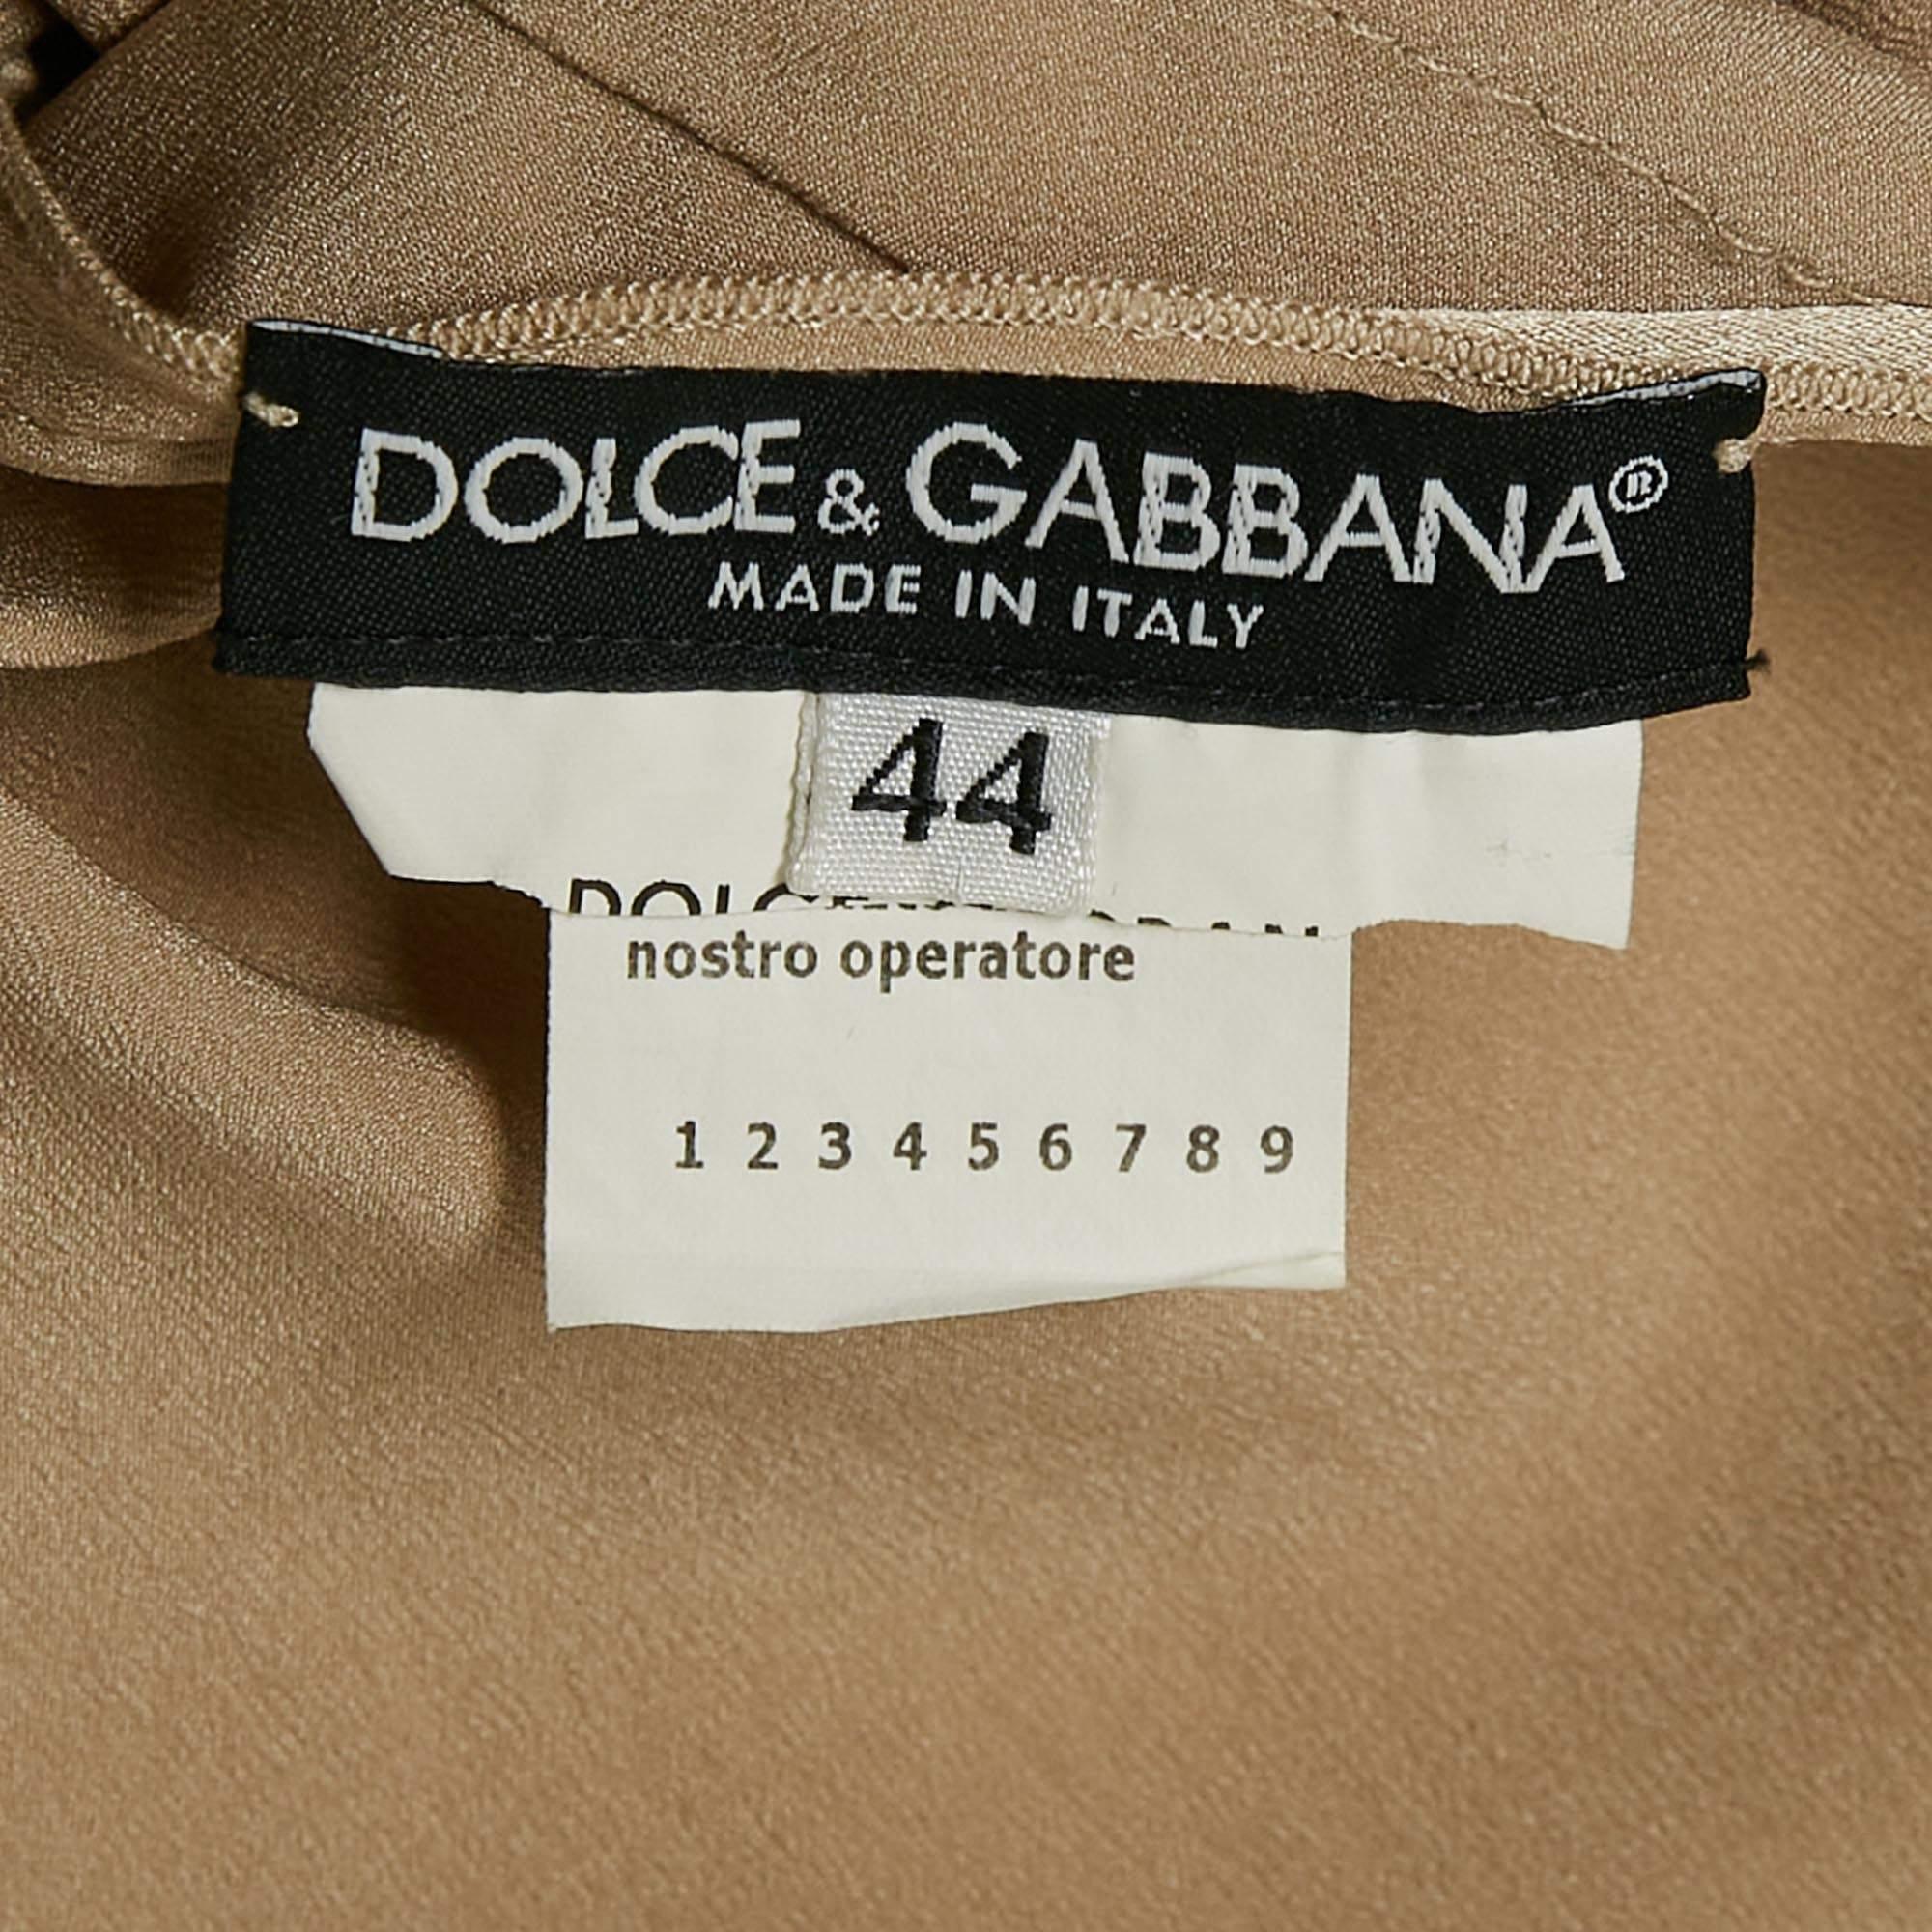 DOLCE & GABBANA®
MADE IN ITALY
44
nostro operatore
1 2 3 4 5 6 7 8 9